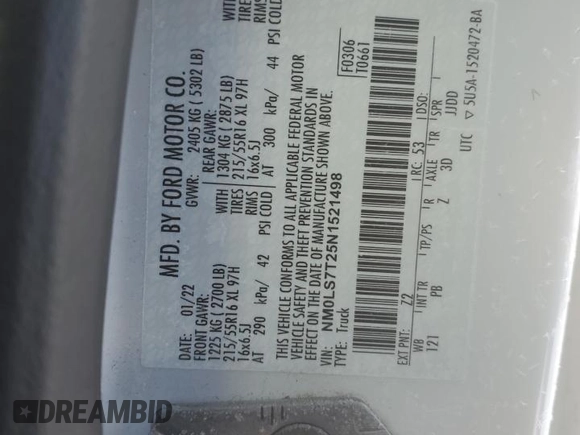 MFD. BY FORD MOTOR CO.
DATE: 01/22 GVWR: 2405 KG ( 5302 LB)
FRONT GAWR: REAR GAWR:
1225 KG ( 2700 LB) WITH 1304 KG ( 2875 LB) WITH
215/55R16 XL 97H TIRES 215/55R16 XL 97H TIRES
16x6.5J RIMS 16x6.5J RIMS
AT 290 kPa/ 42 PSI COLD AT 300 kPa/ 44 PSI COLD
THIS VEHICLE CONFORMS TO ALL APPLICABLE FEDERAL MOTOR
VEHICLE SAFETY AND THEFT PREVENTION STANDARDS IN
EFFECT ON THE DATE OF MANUFACTURE SHOWN ABOVE.
VIN: NM0LS7T25N1521498
TYPE: Truck
F0306
T0661
EXT PNT: Z2 RC: 53 DSO:
WB INT TR TP/PS R AXLE TR SPR
121 PB Z 3D JJDD
UTC 5U5A-1520472-BA
DREAMBID